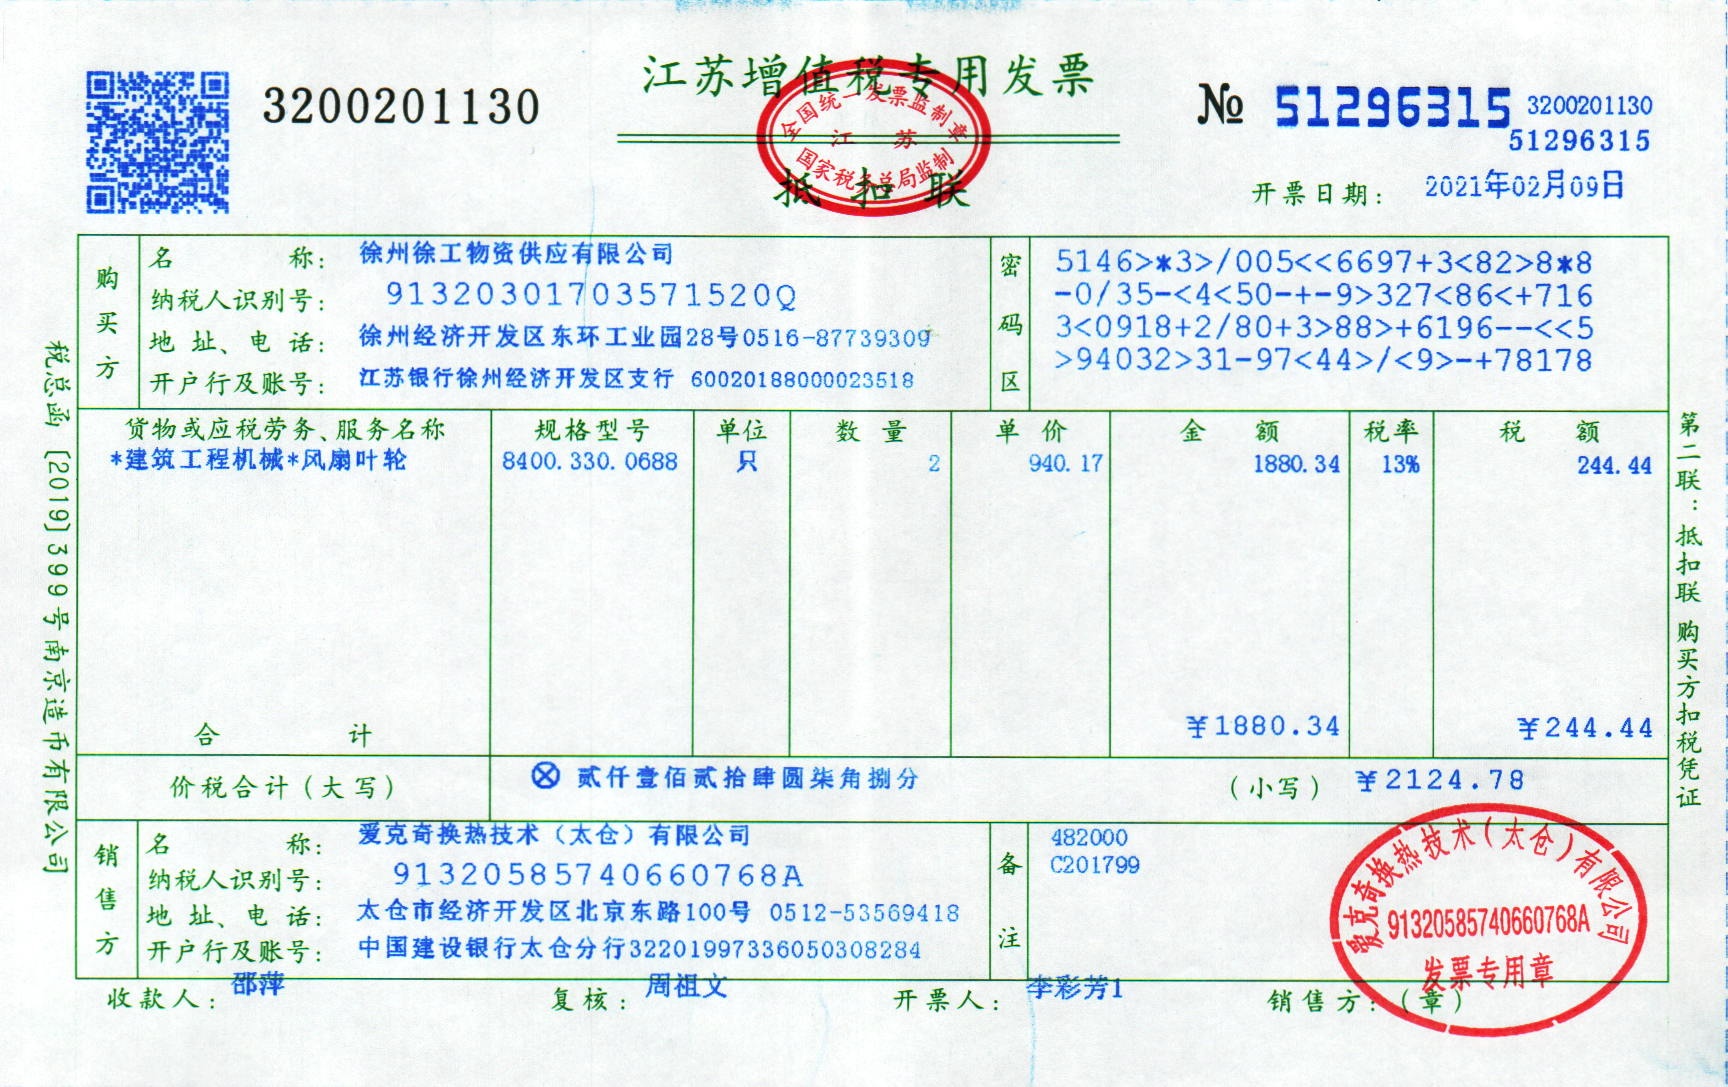 江苏增值税专用发票
3200201130
№ 51296315 3200201130
51296315
全国统一发票监制章
江 苏
国家税务总局监制
抵扣联
开票日期: 2021年02月09日
购买方
名 称: 徐州徐工物资供应有限公司
纳税人识别号: 91320301703571520Q
地址、电话: 徐州经济开发区东环工业园28号0516-87739309
开户行及账号: 江苏银行徐州经济开发区支行 60020188000023518
密码区
5146>*3>/005<<6697+3<82>8*8
-0/35-<4<50-+-9>327<86<+716
3<0918+2/80+3>88>+6196--<<5
>94032>31-97<44>/<9>-+78178
货物或应税劳务、服务名称 规格型号 单位 数量 单价 金额 税率 税额
*建筑工程机械*风扇叶轮 8400.330.0688 只 2 940.17 1880.34 13% 244.44
合 计 ¥1880.34 ¥244.44
价税合计(大写) ⊗ 贰仟壹佰贰拾肆圆柒角捌分 (小写) ¥2124.78
销售方
名 称: 爱克奇换热技术(太仓)有限公司
纳税人识别号: 91320585740660768A
地址、电话: 太仓市经济开发区北京东路100号 0512-53569418
开户行及账号: 中国建设银行太仓分行32201997336050308284
备注
482000
C201799
收款人: 邵萍 复核: 周祖文 开票人: 李彩芳1 销售方:(章)
爱克奇换热技术(太仓)有限公司
91320585740660768A
发票专用章
税总函[2019]399号南京造币有限公司
第二联:抵扣联 购买方扣税凭证